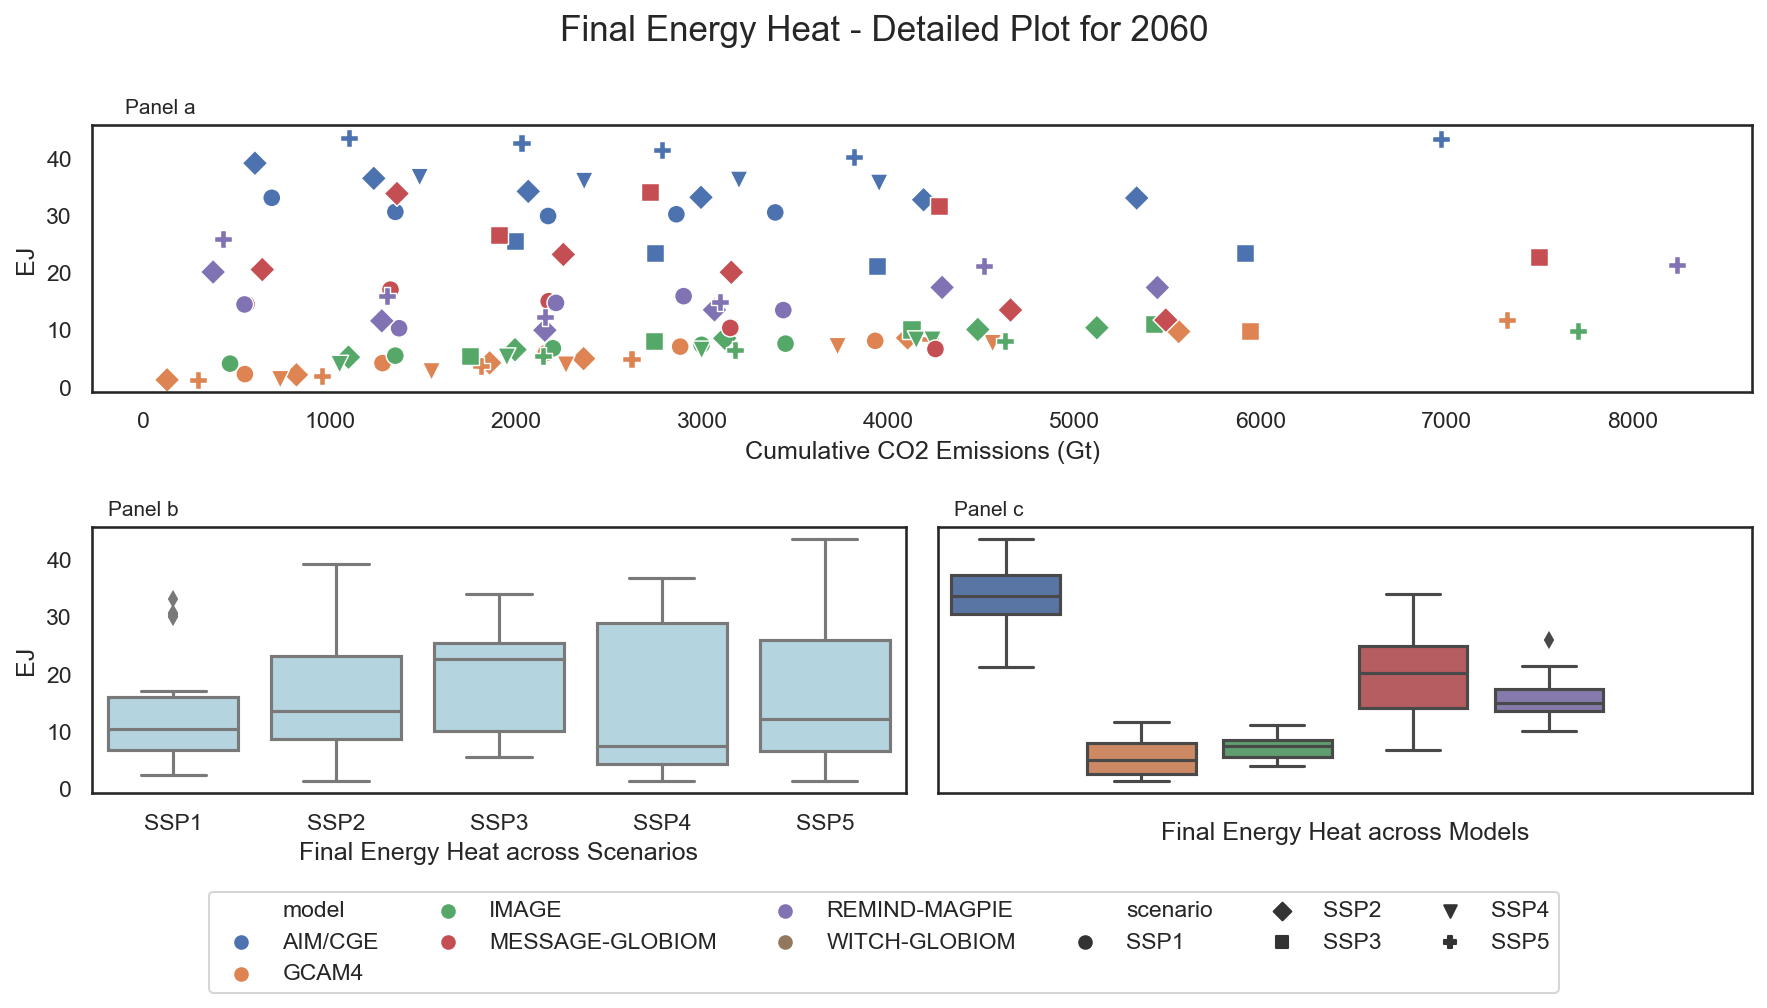 Final Energy Heat - Detailed Plot for 2060
Panel a
40
30
20
10
0
EJ
0 1000 2000 3000 4000 5000 6000 7000 8000
Cumulative CO2 Emissions (Gt)
Panel b
40
30
20
10
0
EJ
SSP1 SSP2 SSP3 SSP4 SSP5
Final Energy Heat across Scenarios
Panel c
Final Energy Heat across Models
model IMAGE REMIND-MAGPIE scenario SSP2 SSP4
AIM/CGE MESSAGE-GLOBIOM WITCH-GLOBIOM SSP1 SSP3 SSP5
GCAM4